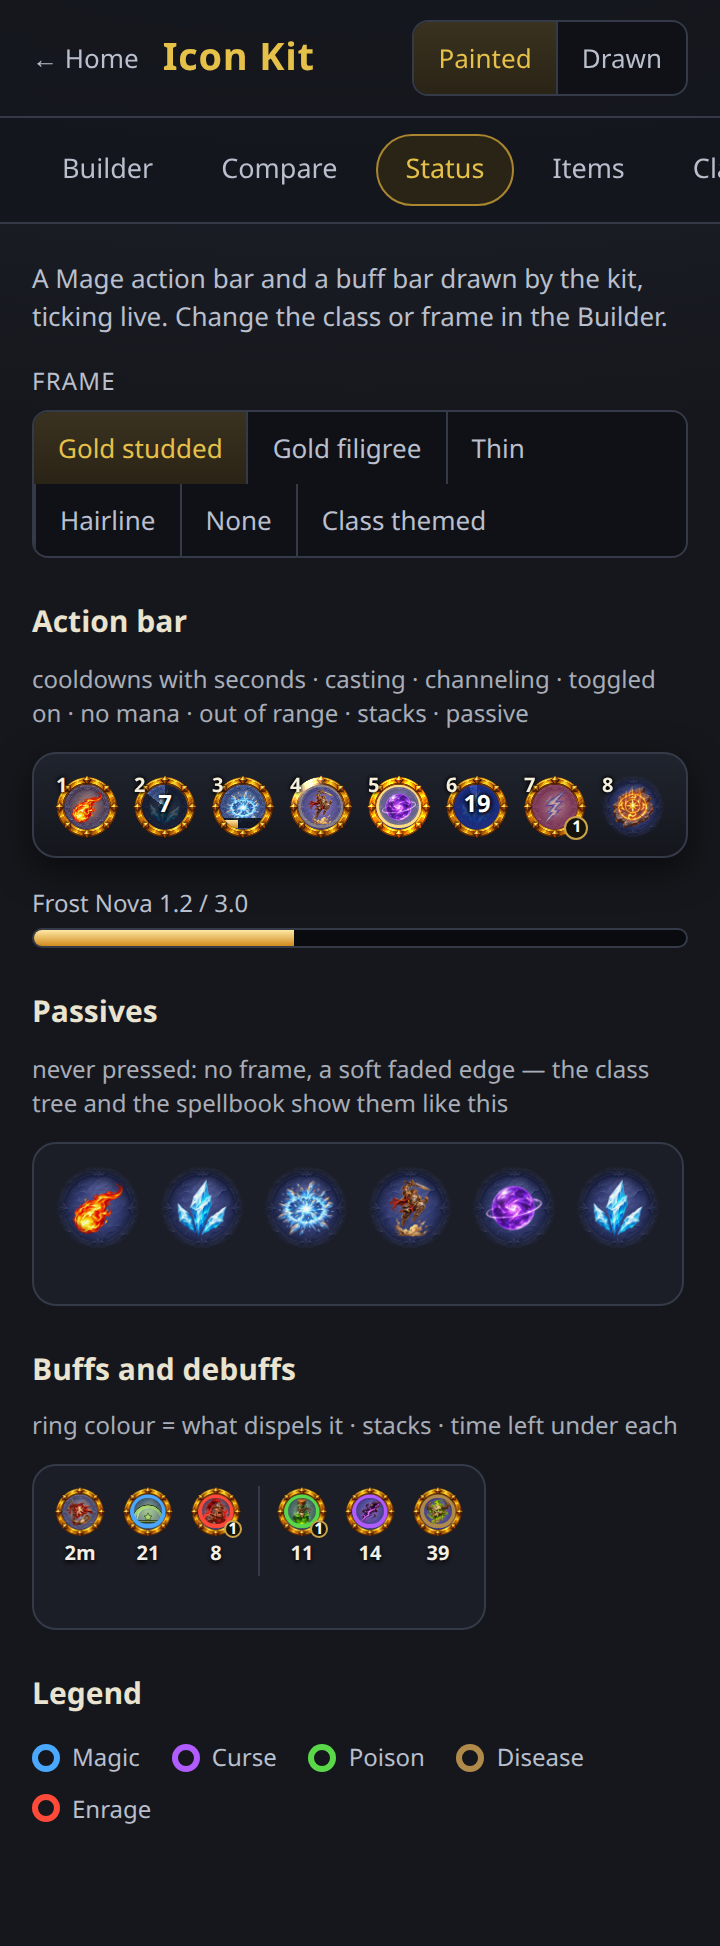 ← Home Icon Kit Painted Drawn
Builder Compare Status Items Cla
A Mage action bar and a buff bar drawn by the kit,
ticking live. Change the class or frame in the Builder.
FRAME
Gold studded Gold filigree Thin
Hairline None Class themed
Action bar
cooldowns with seconds · casting · channeling · toggled
on · no mana · out of range · stacks · passive
1 2 7 3 4 5 6 19 7 1 8
Frost Nova 1.2 / 3.0
Passives
never pressed: no frame, a soft faded edge — the class
tree and the spellbook show them like this
Buffs and debuffs
ring colour = what dispels it · stacks · time left under each
1 1
2m 21 8 11 14 39
Legend
Magic Curse Poison Disease
Enrage